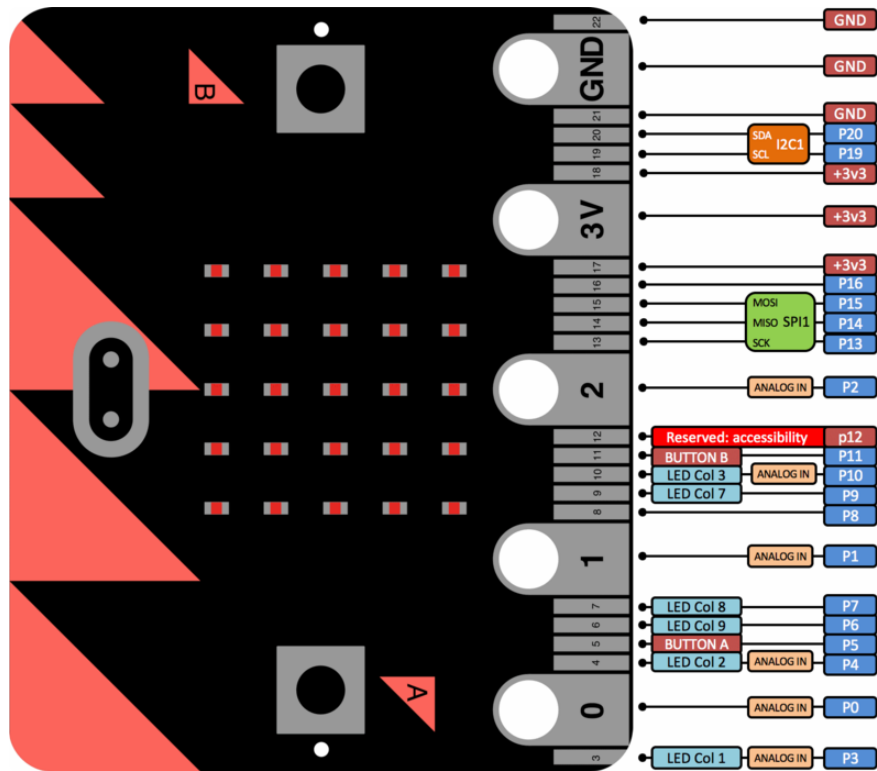 22 GND
B GND GND
21 GND
20 SDA I2C1 P20
19 SCL P19
18 +3v3
3V +3v3
17 +3v3
16 P16
15 MOSI P15
14 MISO SPI1 P14
13 SCK P13
2 ANALOG IN P2
12 Reserved: accessibility p12
11 BUTTON B P11
10 LED Col 3 ANALOG IN P10
9 LED Col 7 P9
8 P8
1 ANALOG IN P1
7 LED Col 8 P7
6 LED Col 9 P6
5 BUTTON A P5
4 LED Col 2 ANALOG IN P4
A 0 ANALOG IN P0
3 LED Col 1 ANALOG IN P3